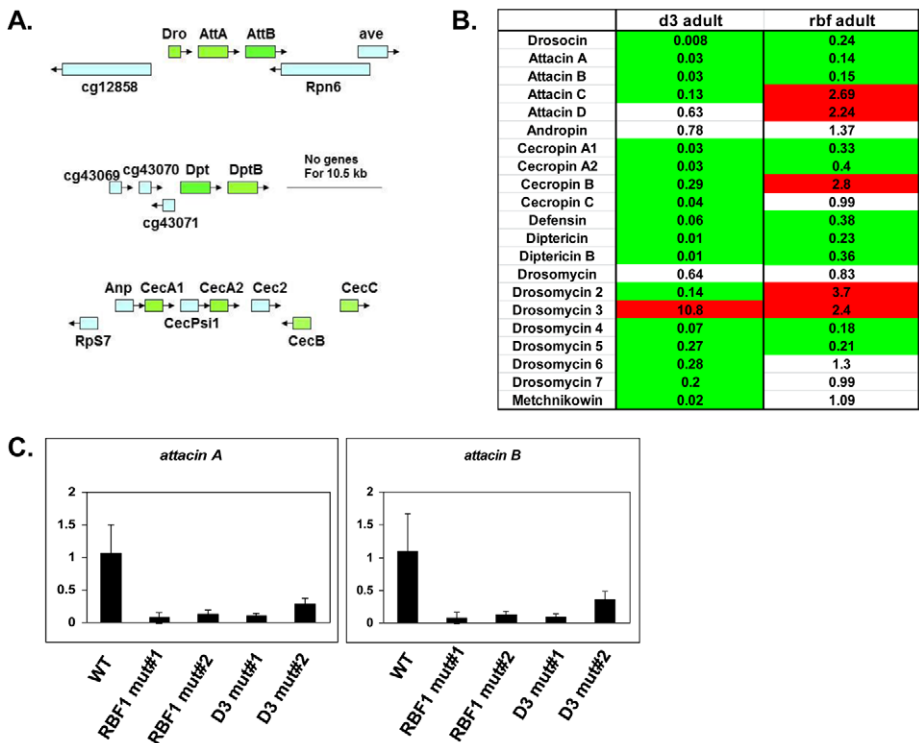 A.
Dro AttA AttB ave
cg12858 Rpn6
cg43069 cg43070 Dpt DptB
No genes
For 10.5 kb
cg43071
Anp CecA1 CecA2 Cec2 CecC
RpS7 CecPsi1 CecB
B.
d3 adult rbf adult
Drosocin 0.008 0.24
Attacin A 0.03 0.14
Attacin B 0.03 0.15
Attacin C 0.13 2.69
Attacin D 0.63 2.24
Andropin 0.78 1.37
Cecropin A1 0.03 0.33
Cecropin A2 0.03 0.4
Cecropin B 0.29 2.8
Cecropin C 0.04 0.99
Defensin 0.06 0.38
Diptericin 0.01 0.23
Diptericin B 0.01 0.36
Drosomycin 0.64 0.83
Drosomycin 2 0.14 3.7
Drosomycin 3 10.8 2.4
Drosomycin 4 0.07 0.18
Drosomycin 5 0.27 0.21
Drosomycin 6 0.28 1.3
Drosomycin 7 0.2 0.99
Metchnikowin 0.02 1.09
C.
attacin A
2
1.5
1
0.5
0
WT RBF1 mut#1 RBF1 mut#2 D3 mut#1 D3 mut#2
attacin B
2
1.5
1
0.5
0
WT RBF1 mut#1 RBF1 mut#2 D3 mut#1 D3 mut#2